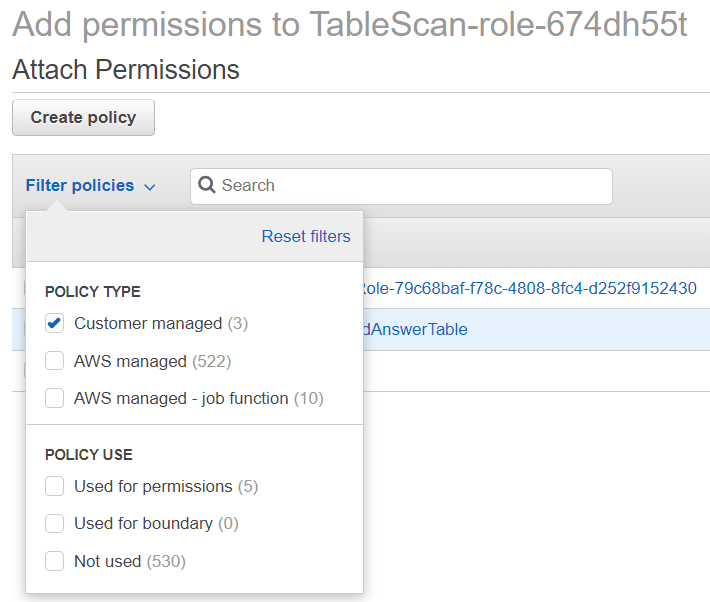 Add permissions to TableScan-role-674dh55t
Attach Permissions
Create policy
Filter policies
Search
Reset filters
POLICY TYPE
Customer managed (3)
AWS managed (522)
AWS managed - job function (10)
POLICY USE
Used for permissions (5)
Used for boundary (0)
Not used (530)
ole-79c68baf-f78c-4808-8fc4-d252f9152430
dAnswerTable